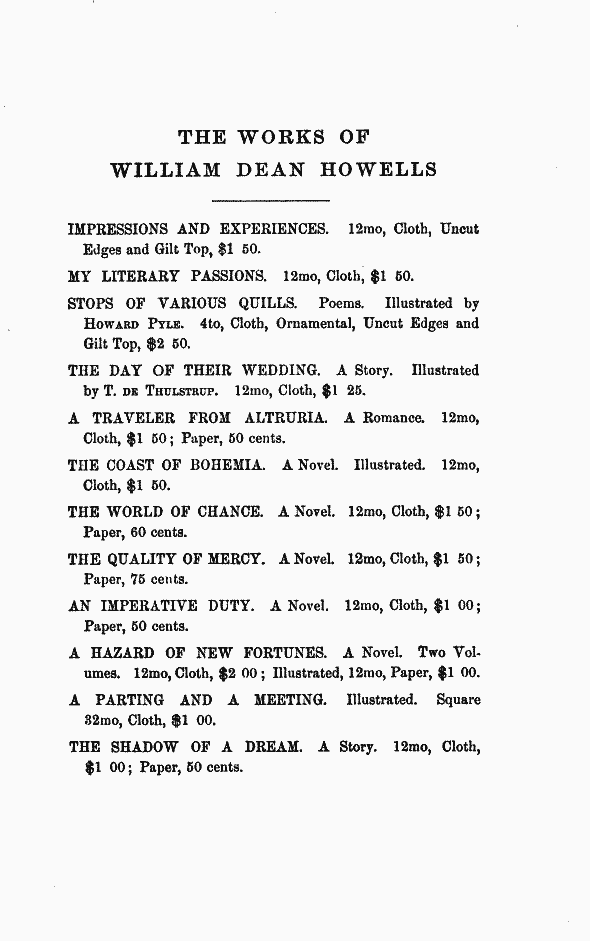 THE WORKS OF
WILLIAM DEAN HOWELLS
IMPRESSIONS AND EXPERIENCES. 12mo, Cloth, Uncut
Edges and Gilt Top, $1 50.
MY LITERARY PASSIONS. 12mo, Cloth, $1 50.
STOPS OF VARIOUS QUILLS. Poems. Illustrated by
HOWARD PYLE. 4to, Cloth, Ornamental, Uncut Edges and
Gilt Top, $2 50.
THE DAY OF THEIR WEDDING. A Story. Illustrated
by T. DE THULSTRUP. 12mo, Cloth, $1 25.
A TRAVELER FROM ALTRURIA. A Romance. 12mo,
Cloth, $1 50; Paper, 50 cents.
THE COAST OF BOHEMIA. A Novel. Illustrated. 12mo,
Cloth, $1 50.
THE WORLD OF CHANCE. A Novel. 12mo, Cloth, $1 50;
Paper, 60 cents.
THE QUALITY OF MERCY. A Novel. 12mo, Cloth, $1 50;
Paper, 75 cents.
AN IMPERATIVE DUTY. A Novel. 12mo, Cloth, $1 00;
Paper, 50 cents.
A HAZARD OF NEW FORTUNES. A Novel. Two Vol-
umes. 12mo, Cloth, $2 00; Illustrated, 12mo, Paper, $1 00.
A PARTING AND A MEETING. Illustrated. Square
32mo, Cloth, $1 00.
THE SHADOW OF A DREAM. A Story. 12mo, Cloth,
$1 00; Paper, 50 cents.